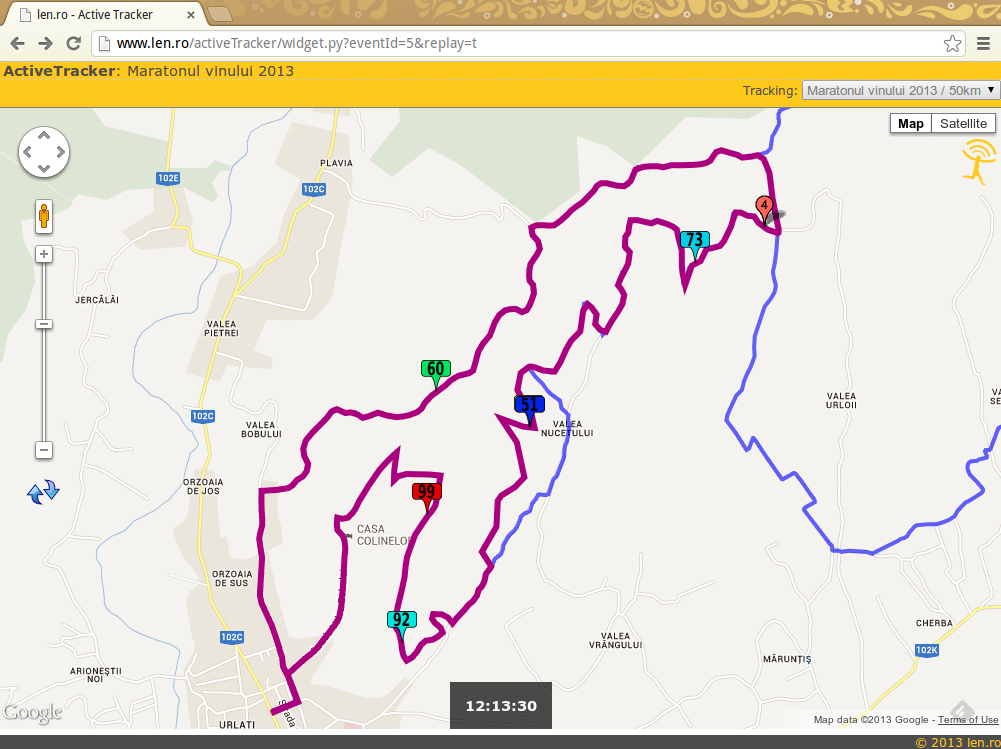 len.ro - Active Tracker
www.len.ro/activeTracker/widget.py?eventId=5&replay=t
ActiveTracker: Maratonul vinului 2013
Tracking: Maratonul vinului 2013 / 50km
Map Satellite
PLAVIA
102E
102C
4
73
JERCĂLĂI
VALEA
PIETREI
60
102C
51
VALEA
BOBULUI
VALEA
NUCETULUI
VALEA
URLOII
VA
SE
ORZOAIA
DE JOS
99
CASA
COLINELOR
ORZOAIA
DE SUS
92
102C
VALEA
VRÂNGULUI
CHERBA
102K
MĂRUNȚIȘ
ARIONEȘTII
NOI
Strada
URLATI
12:13:30
Google
Map data ©2013 Google - Terms of Use
© 2013 len.ro